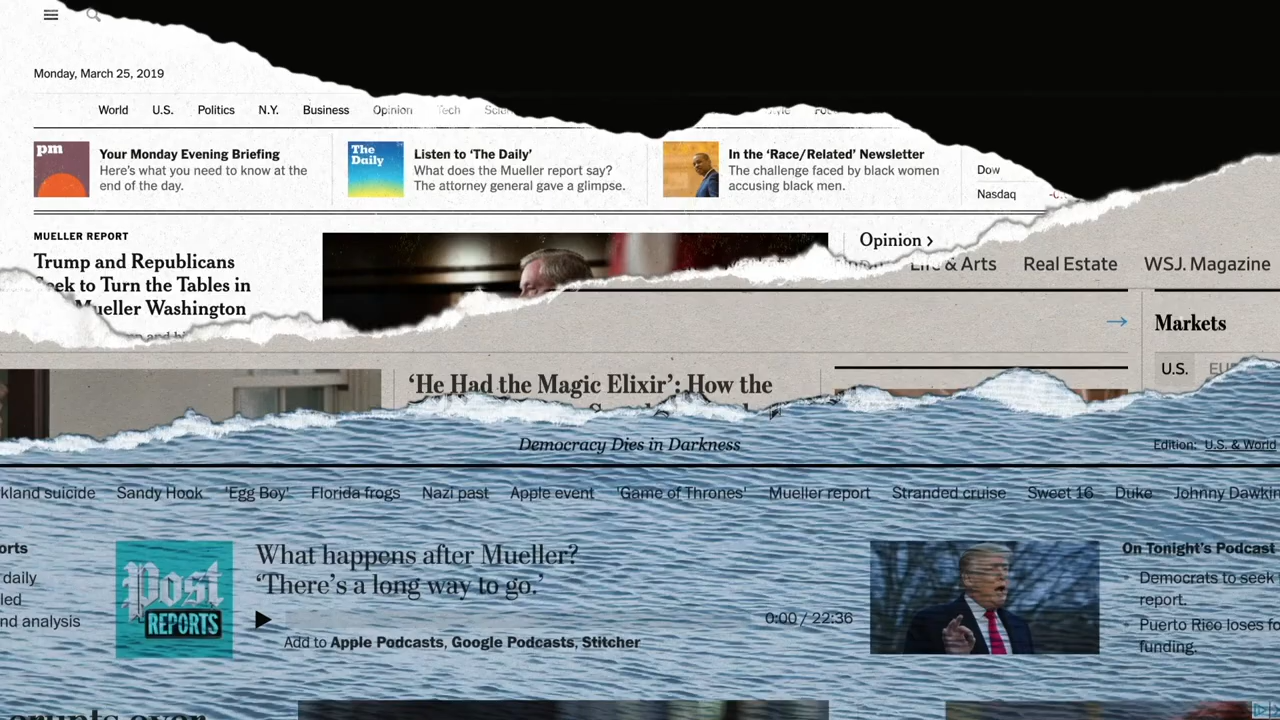 Monday, March 25, 2019
World U.S. Politics N.Y. Business Opinion Tech
pm
Your Monday Evening Briefing
Here's what you need to know at the
end of the day.
The
Daily
Listen to 'The Daily'
What does the Mueller report say?
The attorney general gave a glimpse.
In the 'Race/Related' Newsletter
The challenge faced by black women
accusing black men.
Dow
Nasdaq
MUELLER REPORT
Trump and Republicans
to Turn the Tables in
Mueller Washington
Opinion >
Life & Arts Real Estate WSJ. Magazine
→
Markets
U.S.
'He Had the Magic Elixir': How the
Democracy Dies in Darkness
Edition: U.S. & World
suicide Sandy Hook 'Egg Boy' Florida frogs Nazi past Apple event 'Game of Thrones' Mueller report Stranded cruise Sweet 16 Duke Johnny
daily
and analysis
Post
REPORTS
What happens after Mueller?
'There's a long way to go.'
0:00 / 22:36
Add to Apple Podcasts, Google Podcasts, Stitcher
On Tonight's Podcast
Democrats to seek
report.
Puerto Rico loses
funding.